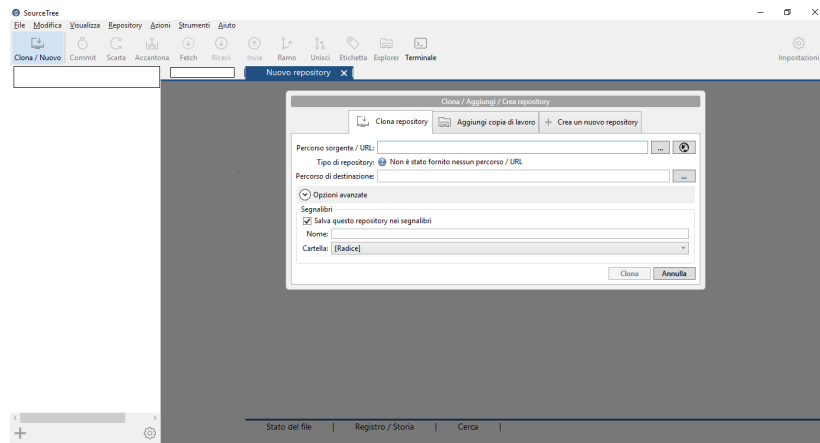 SourceTree
File Modifica Visualizza Repository Azioni Strumenti Aiuto
Clona / Nuovo Commit Scarta Accantona Fetch Ricevi Invia Ramo Unisci Etichetta Explorer Terminale Impostazioni
Nuovo repository
Clona / Aggiungi / Crea repository
Clona repository Aggiungi copia di lavoro Crea un nuovo repository
Percorso sorgente / URL: ...
Tipo di repository: Non è stato fornito nessun percorso / URL
Percorso di destinazione: ...
Opzioni avanzate
Segnalibri
Salva questo repository nei segnalibri
Nome:
Cartella: [Radice]
Clona Annulla
Stato del file | Registro / Storia | Cerca |